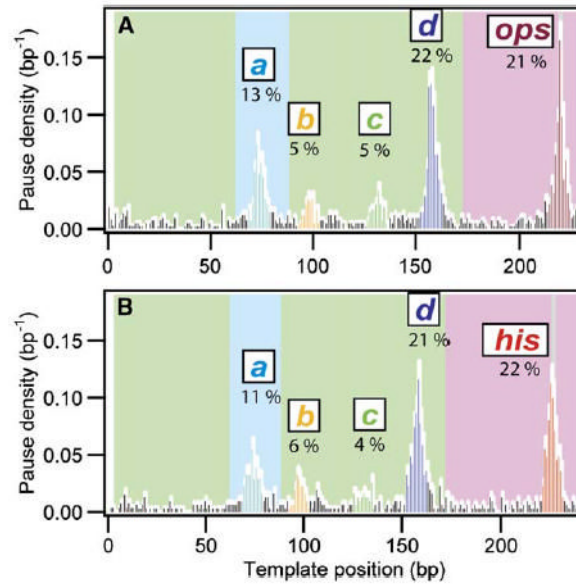 A
a
13 %
b
5 %
c
5 %
d
22 %
ops
21 %
Pause density (bp-1)
0.15
0.10
0.05
0.00
0 50 100 150 200
B
a
11 %
b
6 %
c
4 %
d
21 %
his
22 %
Pause density (bp-1)
0.15
0.10
0.05
0.00
0 50 100 150 200
Template position (bp)